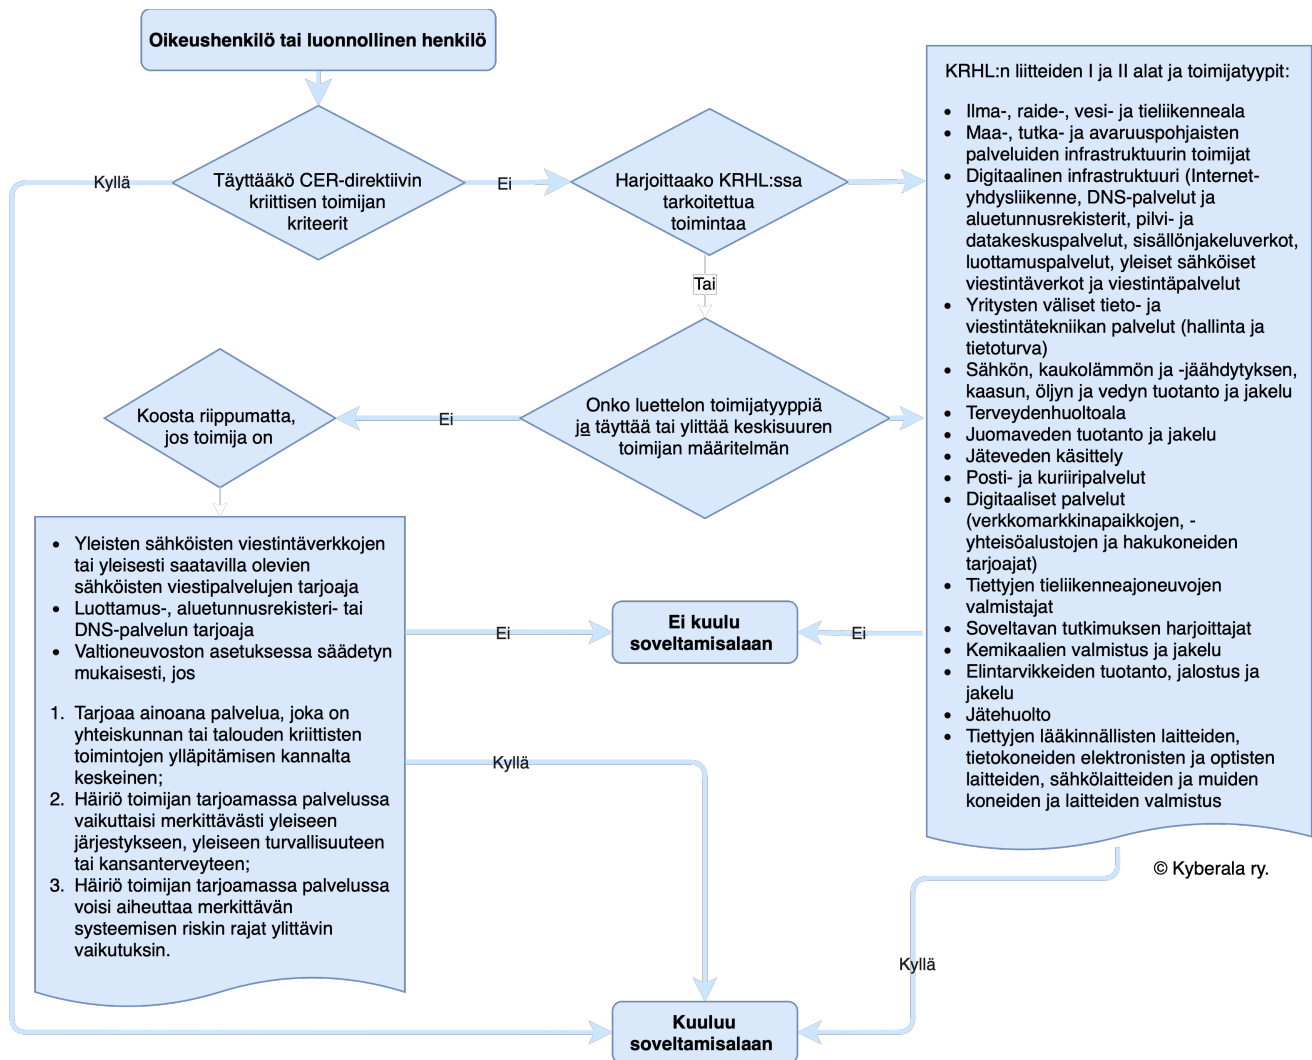 Oikeushenkilö tai luonnollinen henkilö
Täyttääkö CER-direktiivin
kriittisen toimijan
kriteerit
Kyllä
Ei
Harjoittaako KRHL:ssa
tarkoitettua
toimintaa
Tai
Onko luettelon toimijatyyppiä
ja täyttää tai ylittää keskisuuren
toimijan määritelmän
Ei
Koosta riippumatta,
jos toimija on
• Yleisten sähköisten viestintäverkkojen
tai yleisesti saatavilla olevien
sähköisten viestipalvelujen tarjoaja
• Luottamus-, aluetunnusrekisteri- tai
DNS-palvelun tarjoaja
• Valtioneuvoston asetuksessa säädetyn
mukaisesti, jos
1. Tarjoaa ainoana palvelua, joka on
yhteiskunnan tai talouden kriittisten
toimintojen ylläpitämisen kannalta
keskeinen;
2. Häiriö toimijan tarjoamassa palvelussa
vaikuttaisi merkittävästi yleiseen
järjestykseen, yleiseen turvallisuuteen
tai kansanterveyteen;
3. Häiriö toimijan tarjoamassa palvelussa
voisi aiheuttaa merkittävän
systeemisen riskin rajat ylittävin
vaikutuksin.
Ei
Ei kuulu
soveltamisalaan
Ei
Kyllä
KRHL:n liitteiden I ja II alat ja toimijatyypit:
• Ilma-, raide-, vesi- ja tieliikenneala
• Maa-, tutka- ja avaruuspohjaisten
palveluiden infrastruktuurin toimijat
• Digitaalinen infrastruktuuri (Internet-
yhdysliikenne, DNS-palvelut ja
aluetunnusrekisterit, pilvi- ja
datakeskuspalvelut, sisällönjakeluverkot,
luottamuspalvelut, yleiset sähköiset
viestintäverkot ja viestintäpalvelut
• Yritysten väliset tieto- ja
viestintätekniikan palvelut (hallinta ja
tietoturva)
• Sähkön, kaukolämmön ja -jäähdytyksen,
kaasun, öljyn ja vedyn tuotanto ja jakelu
• Terveydenhuoltoala
• Juomaveden tuotanto ja jakelu
• Jäteveden käsittely
• Posti- ja kuriiripalvelut
• Digitaaliset palvelut
(verkkomarkkinapaikkojen, -
yhteisöalustojen ja hakukoneiden
tarjoajat)
• Tiettyjen tieliikenneajoneuvojen
valmistajat
• Soveltavan tutkimuksen harjoittajat
• Kemikaalien valmistus ja jakelu
• Elintarvikkeiden tuotanto, jalostus ja
jakelu
• Jätehuolto
• Tiettyjen lääkinnällisten laitteiden,
tietokoneiden elektronisten ja optisten
laitteiden, sähkölaitteiden ja muiden
koneiden ja laitteiden valmistus
© Kyberala ry.
Kyllä
Kuuluu
soveltamisalaan